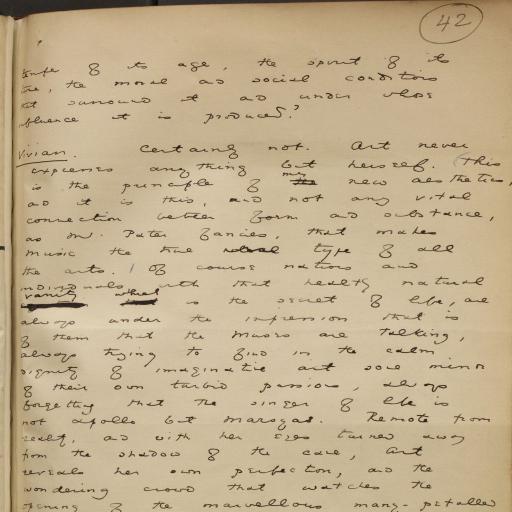 42
temper of its age, the spirit of its
time, the moral and social conditions
that surround it and under whose
influence it is produced?
Vivian. Certainly not. Art never
expresses anything but herself. (This
is the principle of my new aesthetics,
and it is this, and not any vital
connection between form and substance,
as Mr. Pater fancies, that makes
music the true type of all
the arts.) Of course nations and
individuals, with that healthy natural
vanity which is the secret of life, are
always under the impression that it is
of them that the Muses are talking,
always trying to find in the calm
dignity of imaginative art some mirror
of their own turbid passions, always
forgetting that the singer of life is
not Apollo but Marsyas. Remote from
reality, and with her eyes turned away
from the shadow of the cave, Art
reveals her own perfection, and the
wondering crowd that watches the
opening of the marvellous many-petalled